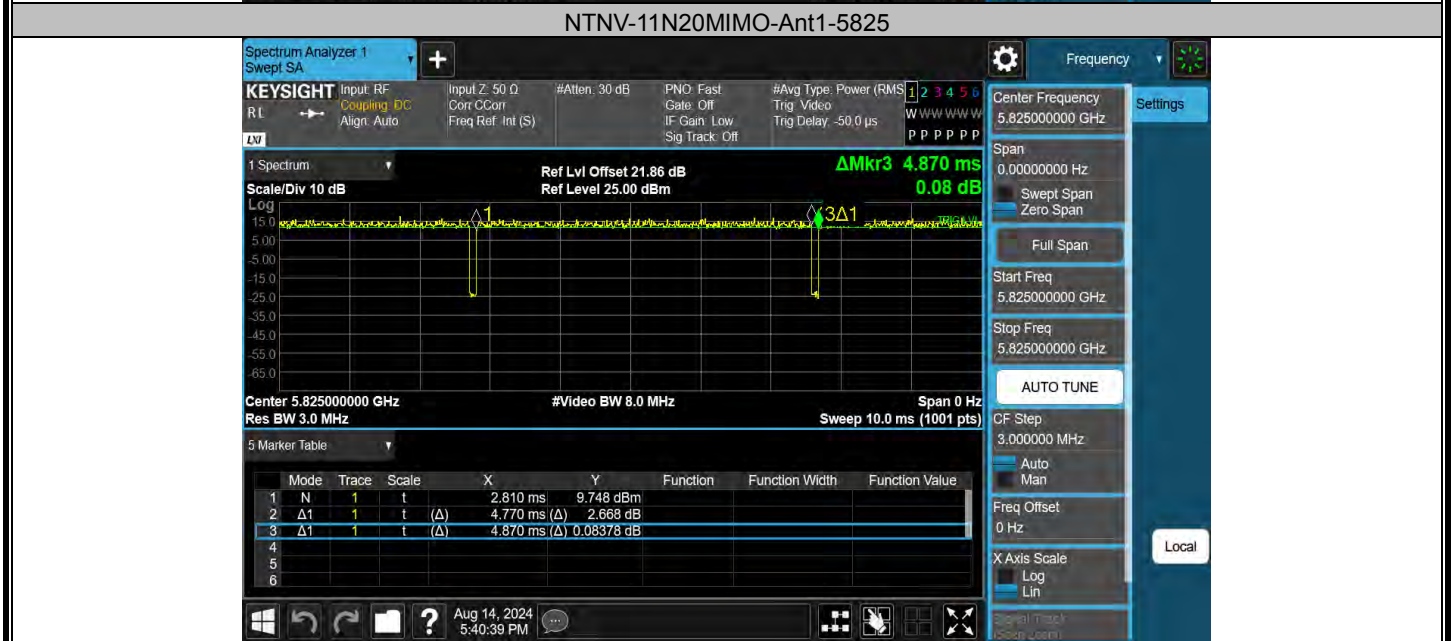 NTNV-11N20MIMO-Ant1-5825
Spectrum Analyzer 1
Swept SA
+
Frequency
KEYSIGHT
RL
LXI
Input: RF
Coupling: DC
Align: Auto
Input Z: 50 Ω
Corr CCorr
Freq Ref: Int (S)
#Atten: 30 dB
PNO: Fast
Gate: Off
IF Gain: Low
Sig Track: Off
#Avg Type: Power (RMS
Trig: Video
Trig Delay: -50.0 µs
1 2 3 4 5 6
W W W W W W
P P P P P P
Center Frequency
5.825000000 GHz
Settings
Span
0.00000000 Hz
Swept Span
Zero Span
Full Span
Start Freq
5.825000000 GHz
Stop Freq
5.825000000 GHz
AUTO TUNE
CF Step
3.000000 MHz
Auto
Man
Freq Offset
0 Hz
X Axis Scale
Log
Lin
Signal Track
(Span Zoom)
Local
1 Spectrum
Scale/Div 10 dB
Log
Ref Lvl Offset 21.86 dB
Ref Level 25.00 dBm
ΔMkr3 4.870 ms
0.08 dB
1
3Δ1
TRIG LVL
15.0
5.00
-5.00
-15.0
-25.0
-35.0
-45.0
-55.0
-65.0
Center 5.825000000 GHz
#Video BW 8.0 MHz
Span 0 Hz
Res BW 3.0 MHz
Sweep 10.0 ms (1001 pts)
5 Marker Table
Mode Trace Scale X Y Function Function Width Function Value
1 N 1 t 2.810 ms 9.748 dBm
2 Δ1 1 t (Δ) 4.770 ms (Δ) 2.668 dB
3 Δ1 1 t (Δ) 4.870 ms (Δ) 0.08378 dB
4
5
6
?
Aug 14, 2024
5:40:39 PM